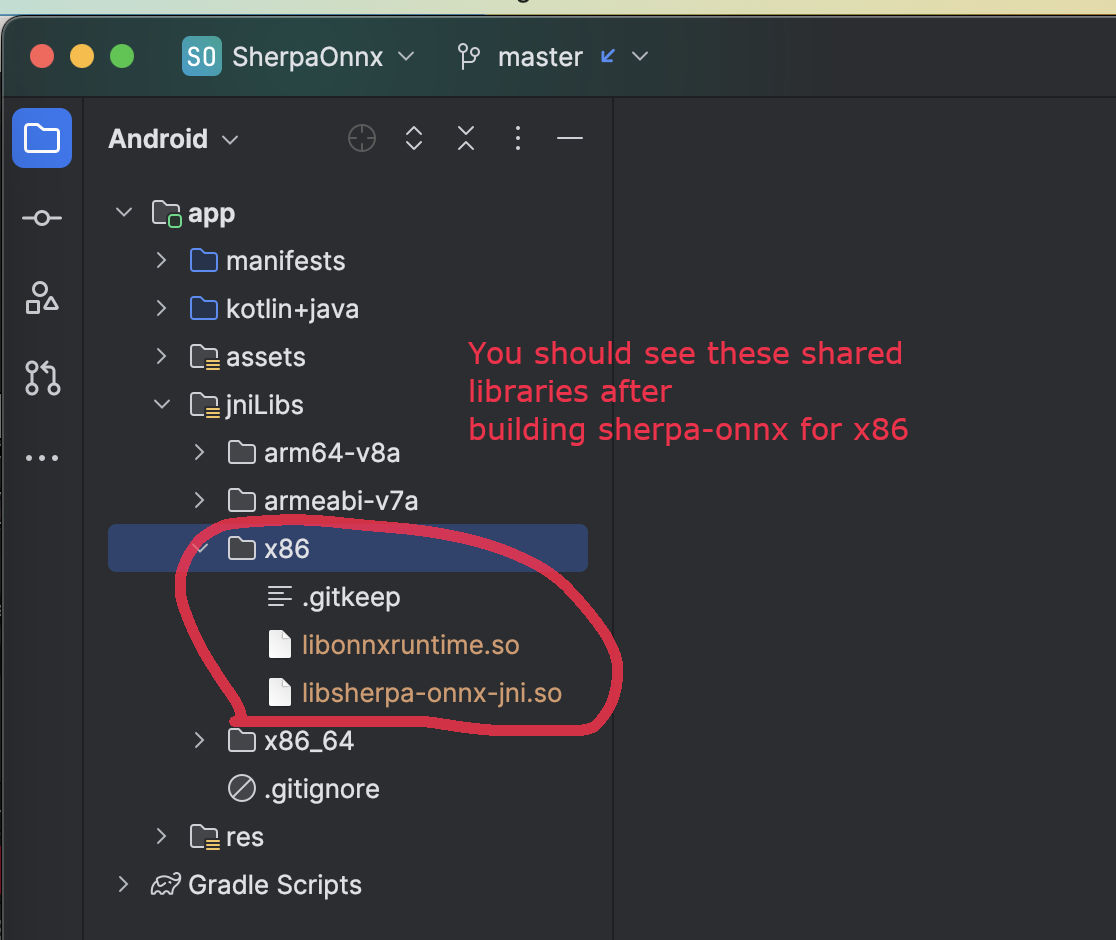 SO SherpaOnnx master
Android
app
manifests
kotlin+java
assets
You should see these shared
libraries after
building sherpa-onnx for x86
jniLibs
arm64-v8a
armeabi-v7a
x86
.gitkeep
libonnxruntime.so
libsherpa-onnx-jni.so
x86_64
.gitignore
res
Gradle Scripts